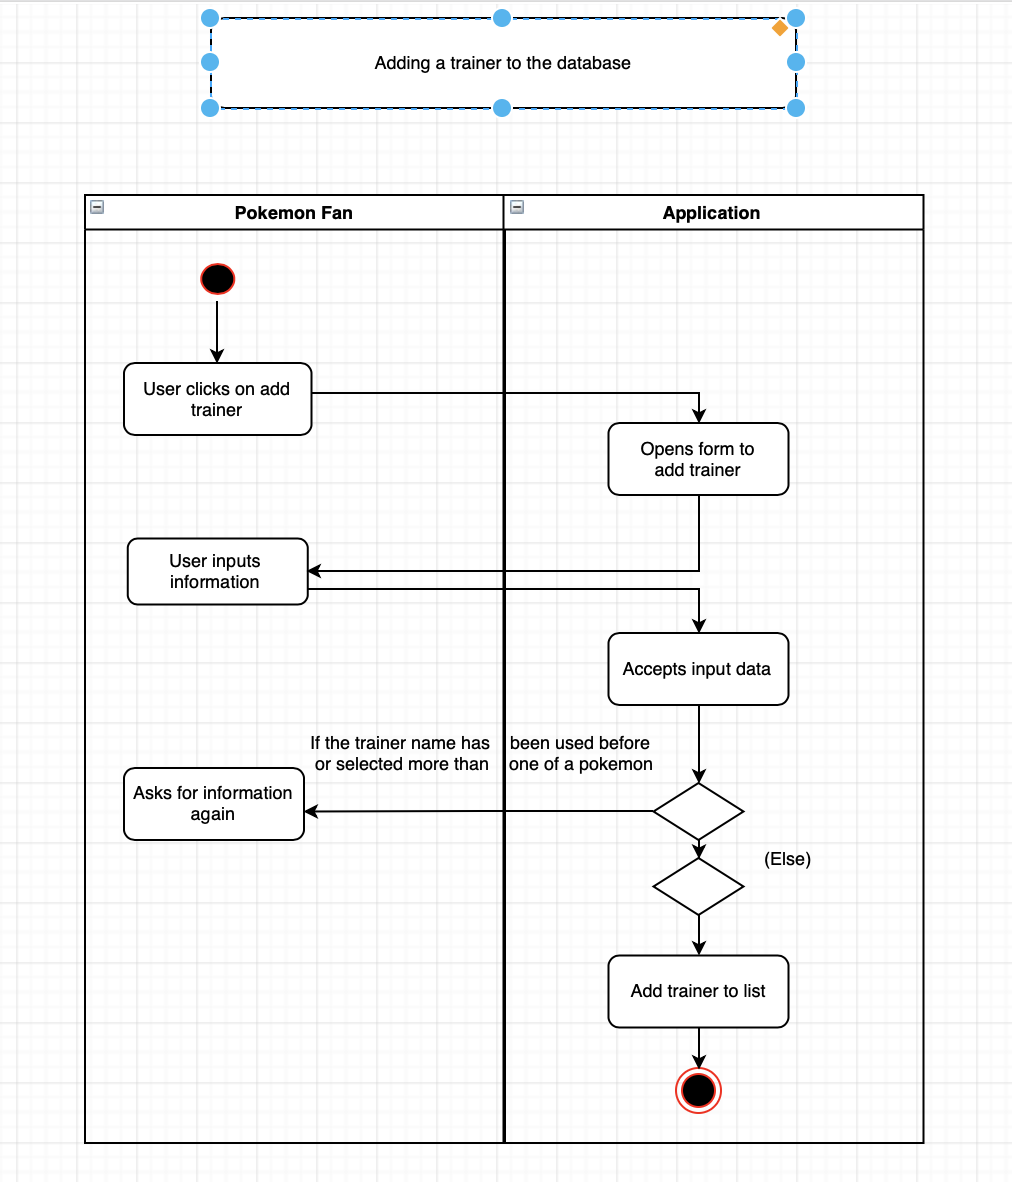 Adding a trainer to the database
Pokemon Fan
Application
User clicks on add
trainer
Opens form to
add trainer
User inputs
information
Accepts input data
If the trainer name has been used before
or selected more than one of a pokemon
Asks for information
again
(Else)
Add trainer to list